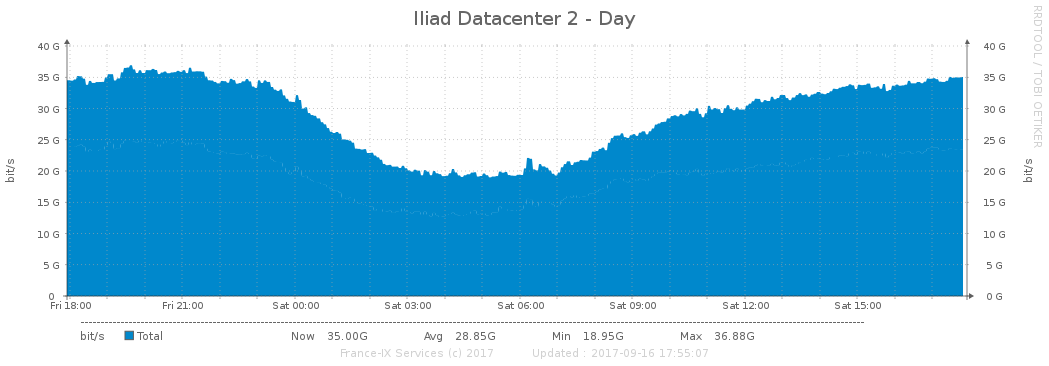 Iliad Datacenter 2 - Day
RRDTOOL / TOBI OETIKER
40 G 40 G
35 G 35 G
30 G 30 G
25 G 25 G
20 G 20 G
15 G 15 G
10 G 10 G
5 G 5 G
0 0 G
bit/s
bit/s
Fri 18:00 Fri 21:00 Sat 00:00 Sat 03:00 Sat 06:00 Sat 09:00 Sat 12:00 Sat 15:00
bit/s Total Now 35.00G Avg 28.85G Min 18.95G Max 36.88G
France-IX Services (c) 2017 Updated : 2017-09-16 17:55:07